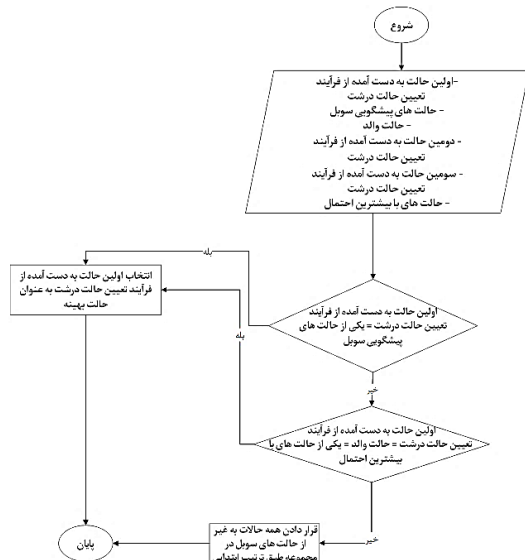 شروع
-اولین حالت به دست آمده از فرآیند
تعیین حالت درشت
- حالت های پیشگویی سوبل
- حالت والد
- دومین حالت به دست آمده از فرآیند
تعیین حالت درشت
- سومین حالت به دست آمده از فرآیند
تعیین حالت درشت
- حالت های با بیشترین احتمال
بله
انتخاب اولین حالت به دست آمده از
فرآیند تعیین حالت درشت به عنوان
حالت بهینه
اولین حالت به دست آمده از فرآیند
تعیین حالت درشت = یکی از حالت های
پیشگویی سوبل
بله
خیر
اولین حالت به دست آمده از فرآیند
تعیین حالت درشت = حالت والد = یکی از حالت های با
بیشترین احتمال
خیر
قرار دادن همه حالات به غیر
از حالت های سوبل در
مجموعه طبق ترتیب ابتدایی
پایان